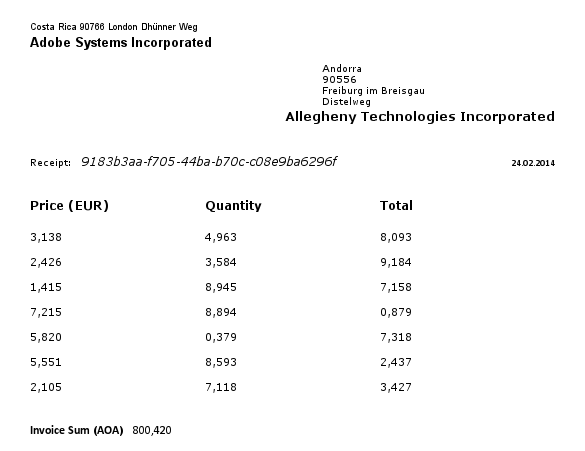 Costa Rica 90766 London Dhünner Weg
Adobe Systems Incorporated
Andorra
90556
Freiburg im Breisgau
Distelweg
Allegheny Technologies Incorporated
Receipt: 9183b3aa-f705-44ba-b70c-c08e9ba6296f 24.02.2014
Price (EUR) Quantity Total
3,138 4,963 8,093
2,426 3,584 9,184
1,415 8,945 7,158
7,215 8,894 0,879
5,820 0,379 7,318
5,551 8,593 2,437
2,105 7,118 3,427
Invoice Sum (AOA) 800,420